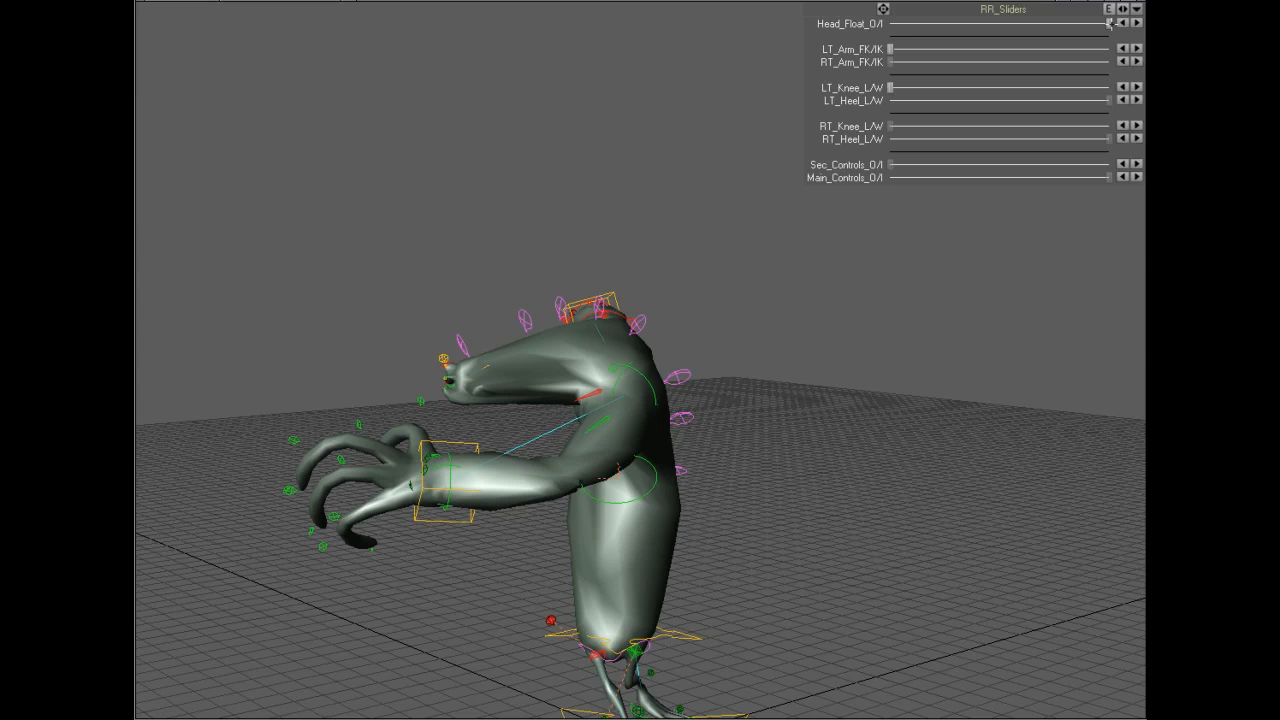 RR_Sliders
E
Head_Float_O/I
LT_Arm_FK/IK
RT_Arm_FK/IK
LT_Knee_L/W
LT_Heel_L/W
RT_Knee_L/W
RT_Heel_L/W
Sec_Controls_O/I
Main_Controls_O/I